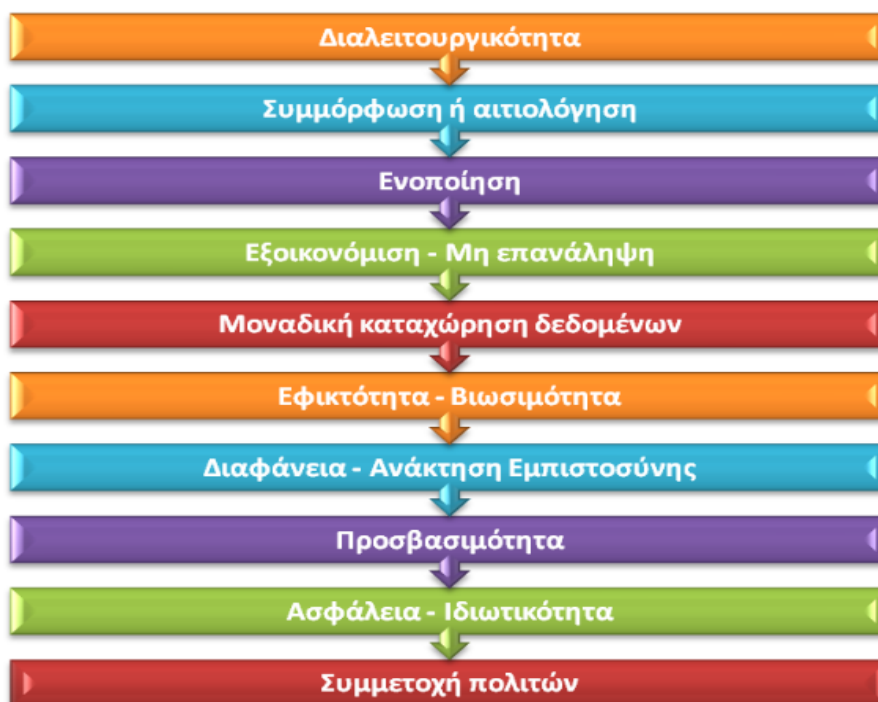 Διαλειτουργικότητα
Συμμόρφωση ή αιτιολόγηση
Ενοποίηση
Εξοικονόμιση - Μη επανάληψη
Μοναδική καταχώρηση δεδομένων
Εφικτότητα - Βιωσιμότητα
Διαφάνεια - Ανάκτηση Εμπιστοσύνης
Προσβασιμότητα
Ασφάλεια - Ιδιωτικότητα
Συμμετοχή πολιτών